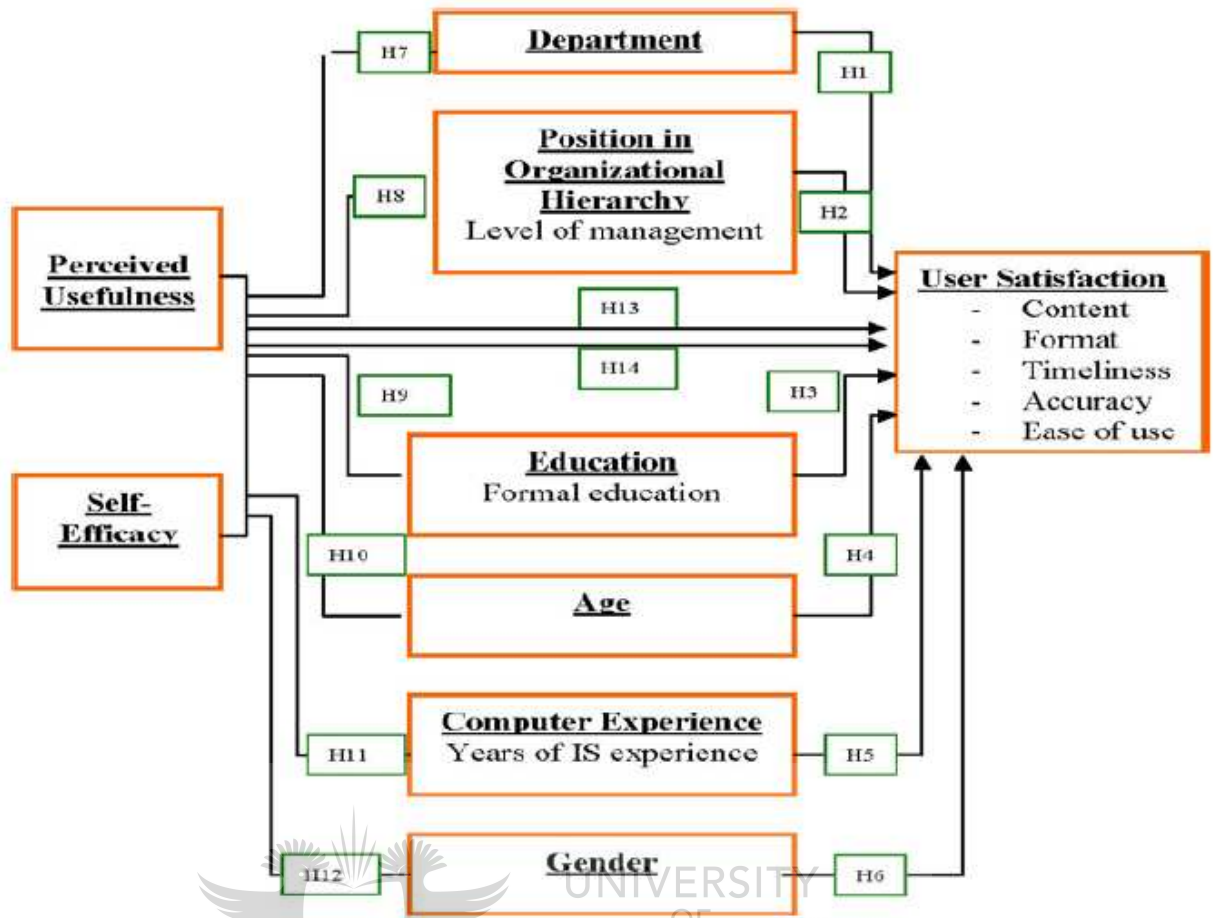 Department
H7
H1
Position in
Organizational
Hierarchy
Level of management
H8
H2
Perceived
Usefulness
User Satisfaction
- Content
- Format
- Timeliness
- Accuracy
- Ease of use
H13
H14
H9
H3
Education
Formal education
Self-
Efficacy
H10
H4
Age
Computer Experience
Years of IS experience
H11
H5
Gender
H12
H6
UNIVERSITY
OF